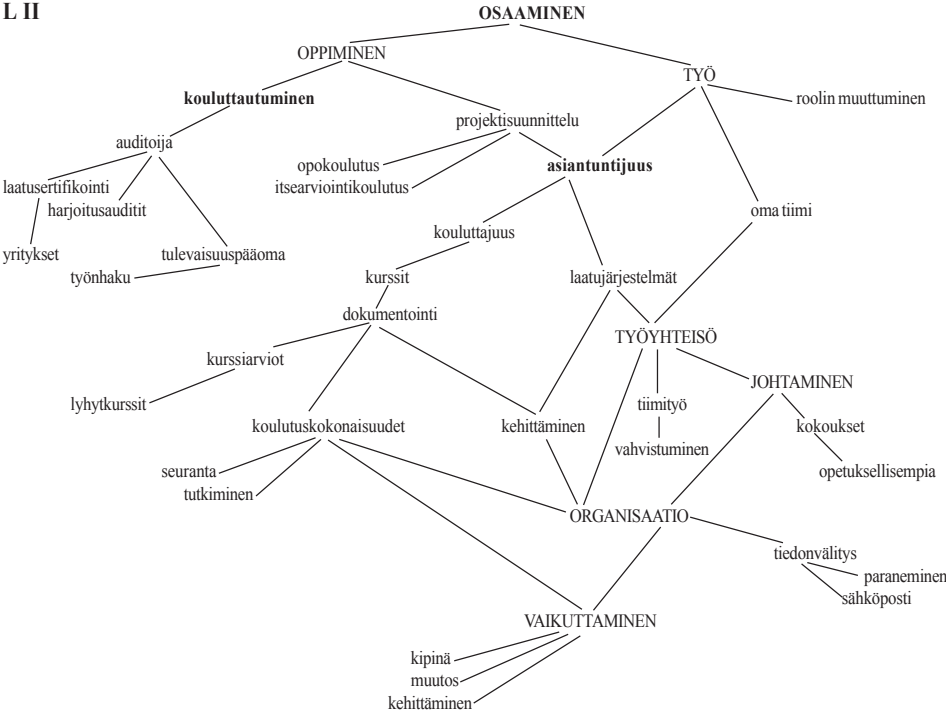 L II
OSAAMINEN
OPPIMINEN
TYÖ
kouluttautuminen
roolin muuttuminen
projektisuunnittelu
auditoija
opokoulutus
asiantuntijuus
laatusertifikointi
itsearviointikoulutus
harjoitusauditit
oma tiimi
kouluttajuus
yritykset
tulevaisuuspääoma
työnhaku
kurssit
laatujärjestelmät
dokumentointi
TYÖYHTEISÖ
kurssiarviot
JOHTAMINEN
lyhytkurssit
tiimityö
koulutuskokonaisuudet
kehittäminen
kokoukset
vahvistuminen
seuranta
opetuksellisempia
tutkiminen
ORGANISAATIO
tiedonvälitys
paraneminen
sähköposti
VAIKUTTAMINEN
kipinä
muutos
kehittäminen